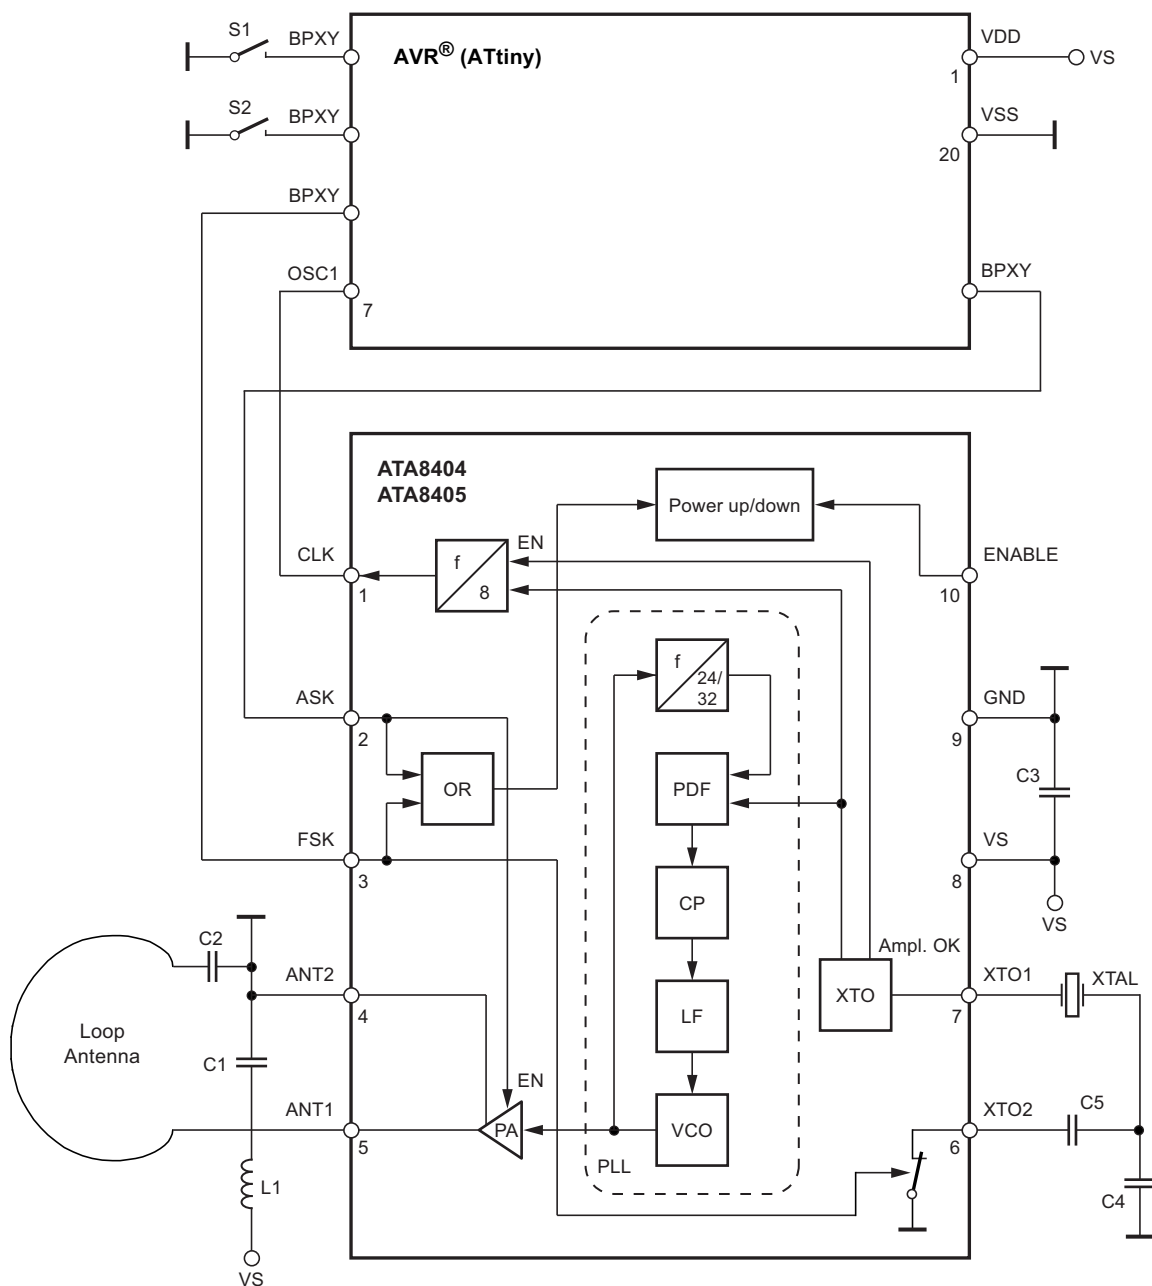 S1
BPXY
AVR® (ATtiny)
VDD
1
VS
S2
BPXY
VSS
20
BPXY
OSC1
7
BPXY
ATA8404
ATA8405
Power up/down
CLK
1
f
8
EN
ENABLE
10
f
24/
32
ASK
2
GND
9
OR
PDF
C3
FSK
3
VS
8
CP
VS
C2
ANT2
4
Ampl. OK
XTO
XTO1
7
XTAL
LF
Loop
Antenna
C1
EN
ANT1
5
PA
VCO
PLL
XTO2
6
C5
L1
C4
VS